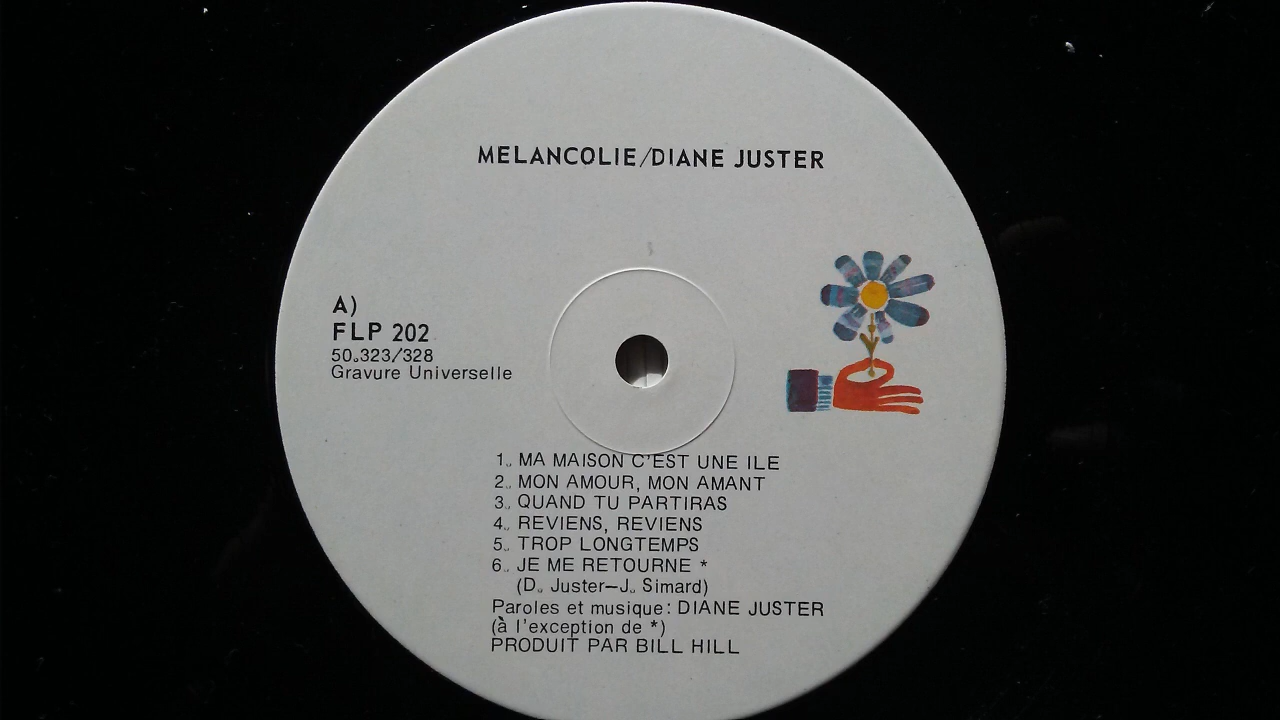 MELANCOLIE/DIANE JUSTER
A)
FLP 202
50.323/328
Gravure Universelle
1. MA MAISON C'EST UNE ILE
2. MON AMOUR, MON AMANT
3. QUAND TU PARTIRAS
4. REVIENS, REVIENS
5. TROP LONGTEMPS
6. JE ME RETOURNE *
(D. Juster–J. Simard)
Paroles et musique: DIANE JUSTER
(à l'exception de *)
PRODUIT PAR BILL HILL